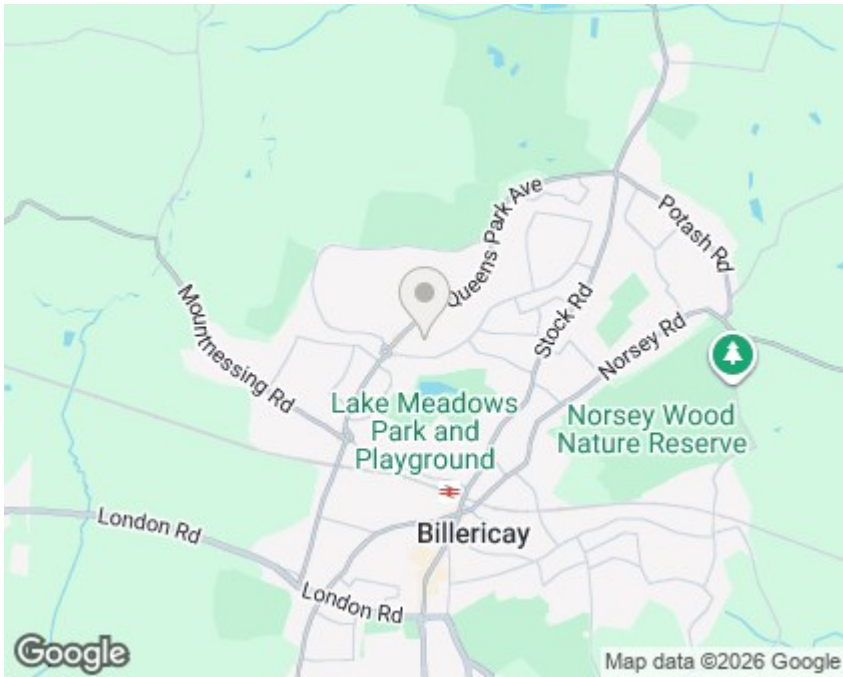 Queens Park Ave
Potash Rd
Mountnessing Rd
Stock Rd
Norsey Rd
Lake Meadows
Park and
Playground
Norsey Wood
Nature Reserve
London Rd
Billericay
London Rd
Google
Map data ©2026 Google